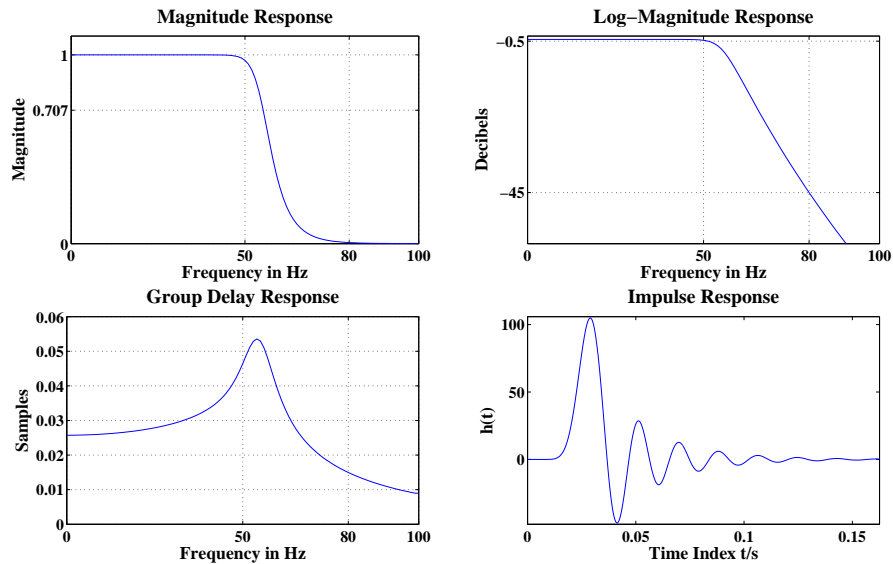 Magnitude Response
1
0.707
0
Magnitude
0
50
80
100
Frequency in Hz
Log−Magnitude Response
−0.5
−45
Decibels
0
50
80
100
Frequency in Hz
Group Delay Response
0.06
0.05
0.04
0.03
0.02
0.01
0
Samples
0
50
80
100
Frequency in Hz
Impulse Response
100
50
0
h(t)
0
0.05
0.1
0.15
Time Index t/s